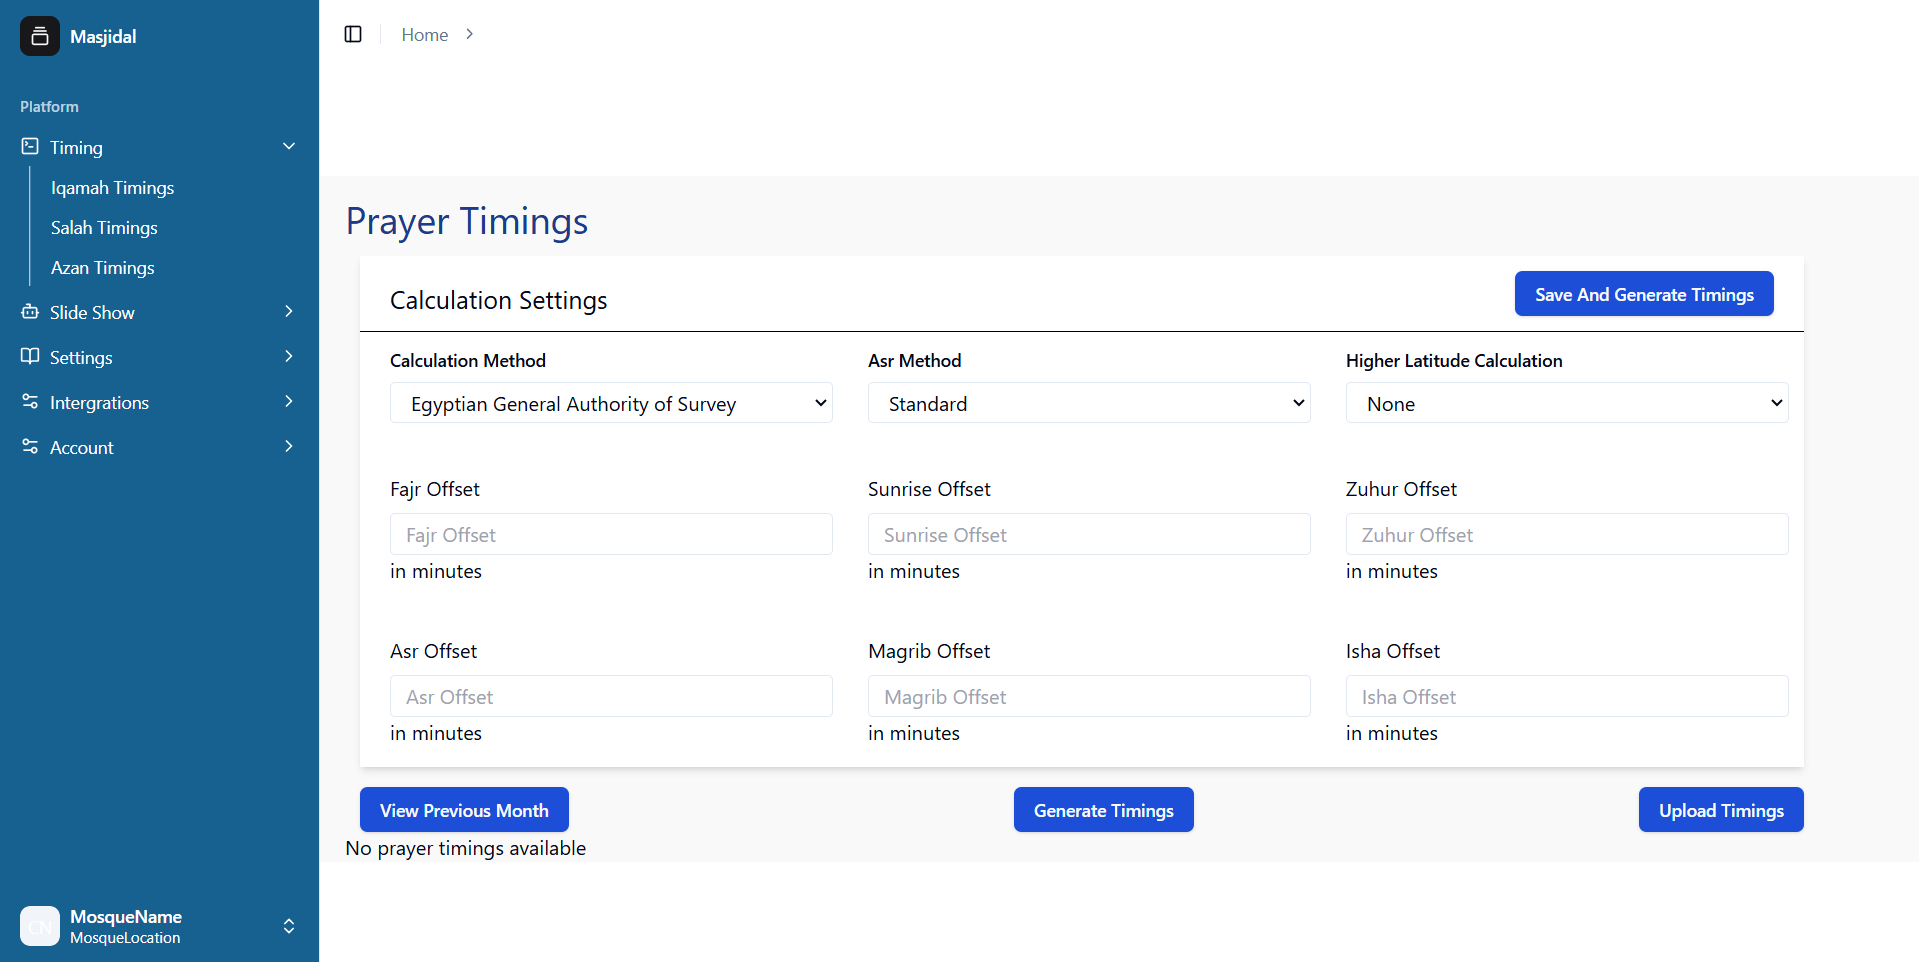 Masjidal
Platform
Timing
Iqamah Timings
Salah Timings
Azan Timings
Slide Show
Settings
Intergrations
Account
CN
MosqueName
MosqueLocation
Home
Prayer Timings
Calculation Settings
Save And Generate Timings
Calculation Method
Egyptian General Authority of Survey
Asr Method
Standard
Higher Latitude Calculation
None
Fajr Offset
Fajr Offset
in minutes
Sunrise Offset
Sunrise Offset
in minutes
Zuhur Offset
Zuhur Offset
in minutes
Asr Offset
Asr Offset
in minutes
Magrib Offset
Magrib Offset
in minutes
Isha Offset
Isha Offset
in minutes
View Previous Month
Generate Timings
Upload Timings
No prayer timings available